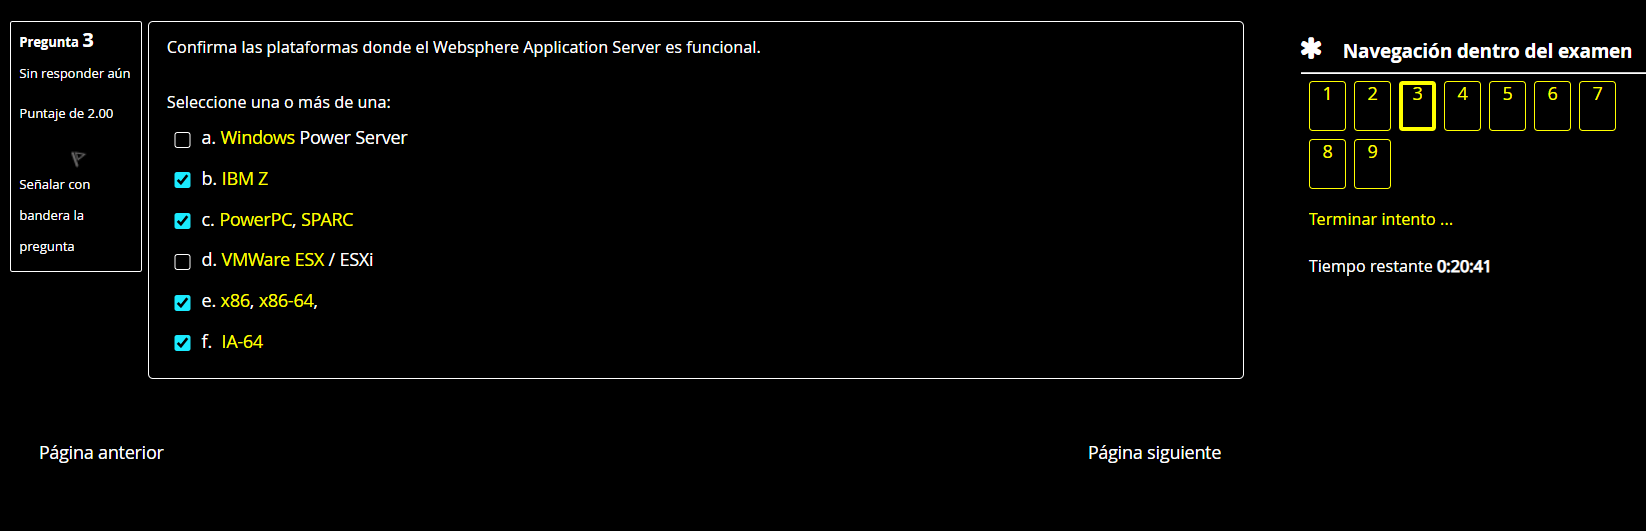 Pregunta 3
Sin responder aún
Puntaje de 2.00
Señalar con
bandera la
pregunta
Confirma las plataformas donde el Websphere Application Server es funcional.
Seleccione una o más de una:
a. Windows Power Server
b. IBM Z
c. PowerPC, SPARC
d. VMWare ESX / ESXi
e. x86, x86-64,
f. IA-64
Página anterior
Página siguiente
✱ Navegación dentro del examen
1 2 3 4 5 6 7
8 9
Terminar intento ...
Tiempo restante 0:20:41